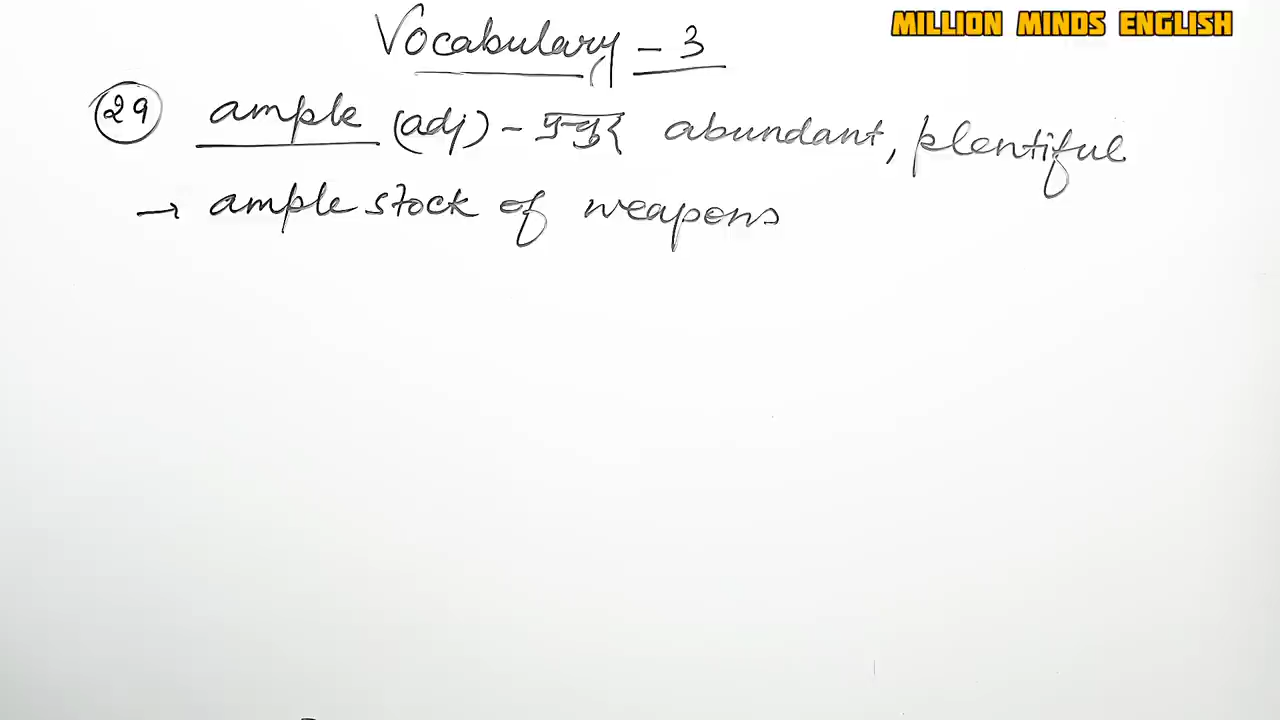 MILLION MINDS ENGLISH
Vocabulary - 3
29 ample (adj) - प्रचुर abundant, plentiful
→ ample stock of weapons